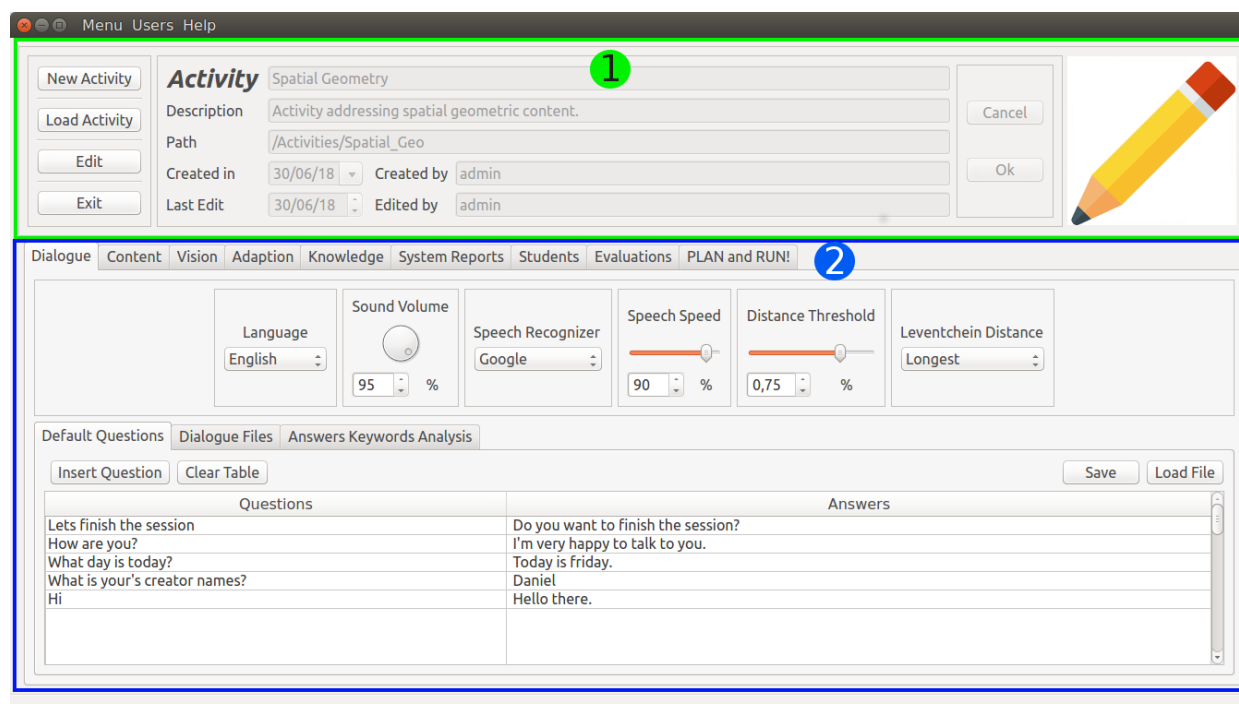 Menu Users Help
1
New Activity
Load Activity
Edit
Exit
Activity Spatial Geometry
Description Activity addressing spatial geometric content.
Path /Activities/Spatial_Geo
Created in 30/06/18 Created by admin
Last Edit 30/06/18 Edited by admin
Cancel
Ok
2
Dialogue Content Vision Adaption Knowledge System Reports Students Evaluations PLAN and RUN!
Language
English
Sound Volume
95 %
Speech Recognizer
Google
Speech Speed
90 %
Distance Threshold
0,75 %
Leventchein Distance
Longest
Default Questions Dialogue Files Answers Keywords Analysis
Insert Question Clear Table Save Load File
Questions Answers
Lets finish the session Do you want to finish the session?
How are you? I'm very happy to talk to you.
What day is today? Today is friday.
What is your's creator names? Daniel
Hi Hello there.